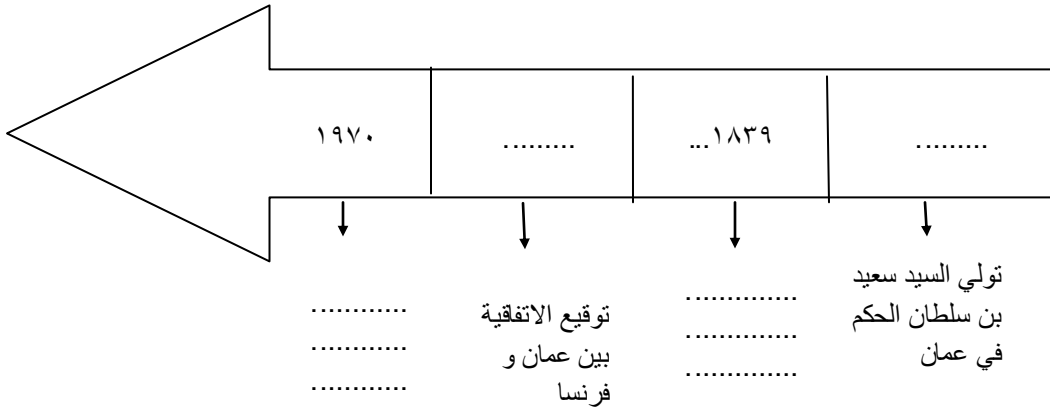 ........
...١٨٣٩
........
١٩٧٠
تولي السيد سعيد
بن سلطان الحكم
في عمان
..............
..............
..............
توقيع الاتفاقية
بين عمان و
فرنسا
............
............
............